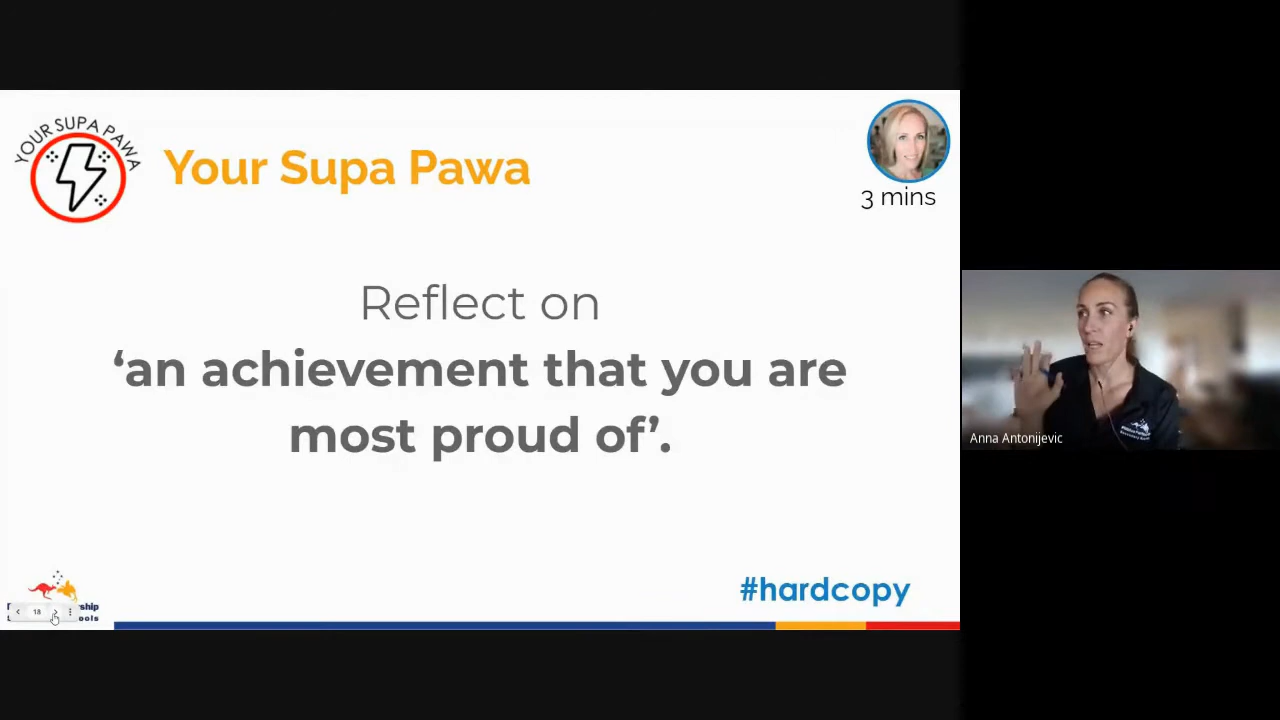 YOUR SUPA PAWA
Your Supa Pawa
3 mins
Reflect on
‘an achievement that you are
most proud of’.
Anna Antonijevic
#hardcopy
18